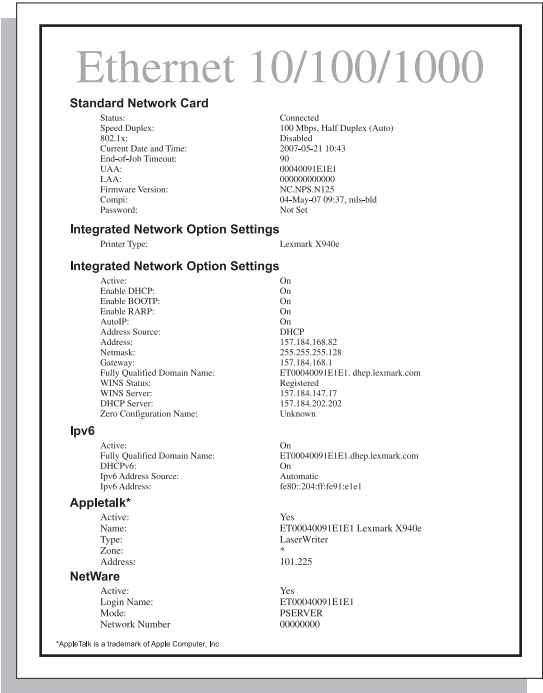 Ethernet 10/100/1000
Standard Network Card
Status: Connected
Speed Duplex: 100 Mbps, Half Duplex (Auto)
802.1x: Disabled
Current Date and Time: 2007-05-21 10:43
End-of-Job Timeout: 90
UAA: 00040091E1E1
LAA: 000000000000
Firmware Version: NC.NPS.N125
Compi: 04-May-07 09:37, mls-bld
Password: Not Set
Integrated Network Option Settings
Printer Type: Lexmark X940e
Integrated Network Option Settings
Active: On
Enable DHCP: On
Enable BOOTP: On
Enable RARP: On
AutoIP: On
Address Source: DHCP
Address: 157.184.168.82
Netmask: 255.255.255.128
Gateway: 157.184.168.1
Fully Qualified Domain Name: ET00040091E1E1. dhep.lexmark.com
WINS Status: Registered
WINS Server: 157.184.147.17
DHCP Server: 157.184.202.202
Zero Configuration Name: Unknown
Ipv6
Active: On
Fully Qualified Domain Name: ET00040091E1E1.dhep.lexmark.com
DHCPv6: On
Ipv6 Address Source: Automatic
Ipv6 Address: fe80::204:ff:fe91:e1e1
Appletalk*
Active: Yes
Name: ET00040091E1E1 Lexmark X940e
Type: LaserWriter
Zone: *
Address: 101.225
NetWare
Active: Yes
Login Name: ET00040091E1E1
Mode: PSERVER
Network Number 00000000
*AppleTalk is a trademark of Apple Computer, Inc